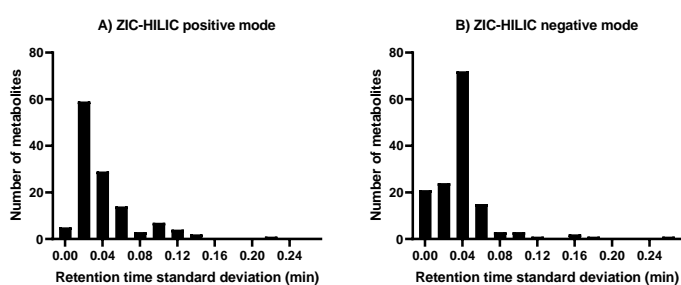 A) ZIC-HILIC positive mode
80
60
40
20
0
Number of metabolites
0.00 0.04 0.08 0.12 0.16 0.20 0.24
Retention time standard deviation (min)
B) ZIC-HILIC negative mode
80
60
40
20
0
Number of metabolites
0.00 0.04 0.08 0.12 0.16 0.20 0.24
Retention time standard deviation (min)